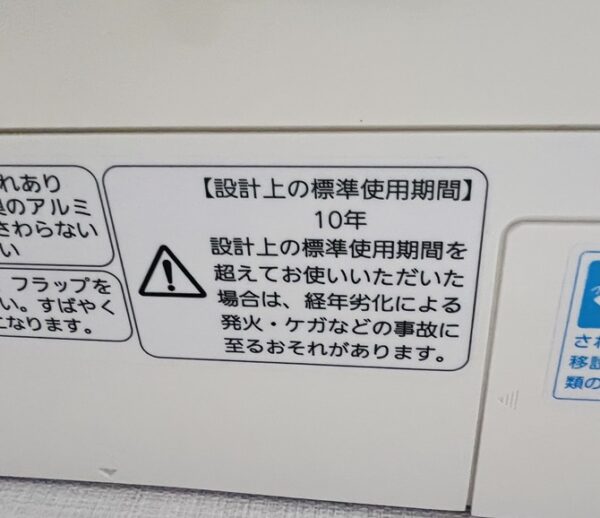 れあり
のアルミ
さわらない
い
フラップを
い。すばやく
になります。
【設計上の標準使用期間】
10年
設計上の標準使用期間を
超えてお使いいただいた
場合は、経年劣化による
発火・ケガなどの事故に
至るおそれがあります。
さ
移設
類の